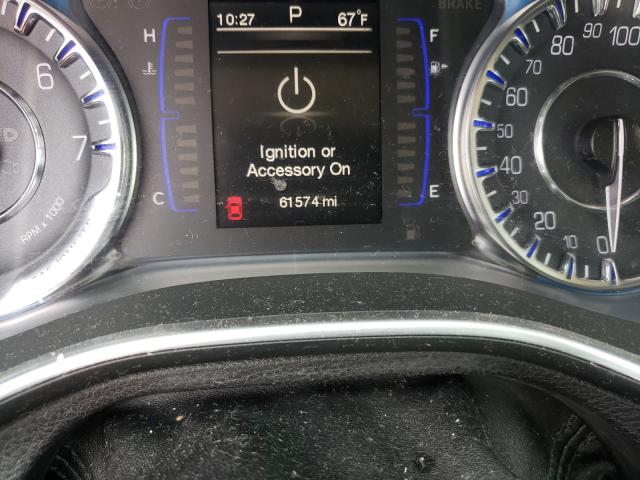 10:27 P 67°F
BRAKE
H
F
C
E
Ignition or
Accessory On
61574 mi
6
7
RPM x 1000
0
10
20
30
40
50
60
70
80
90
100